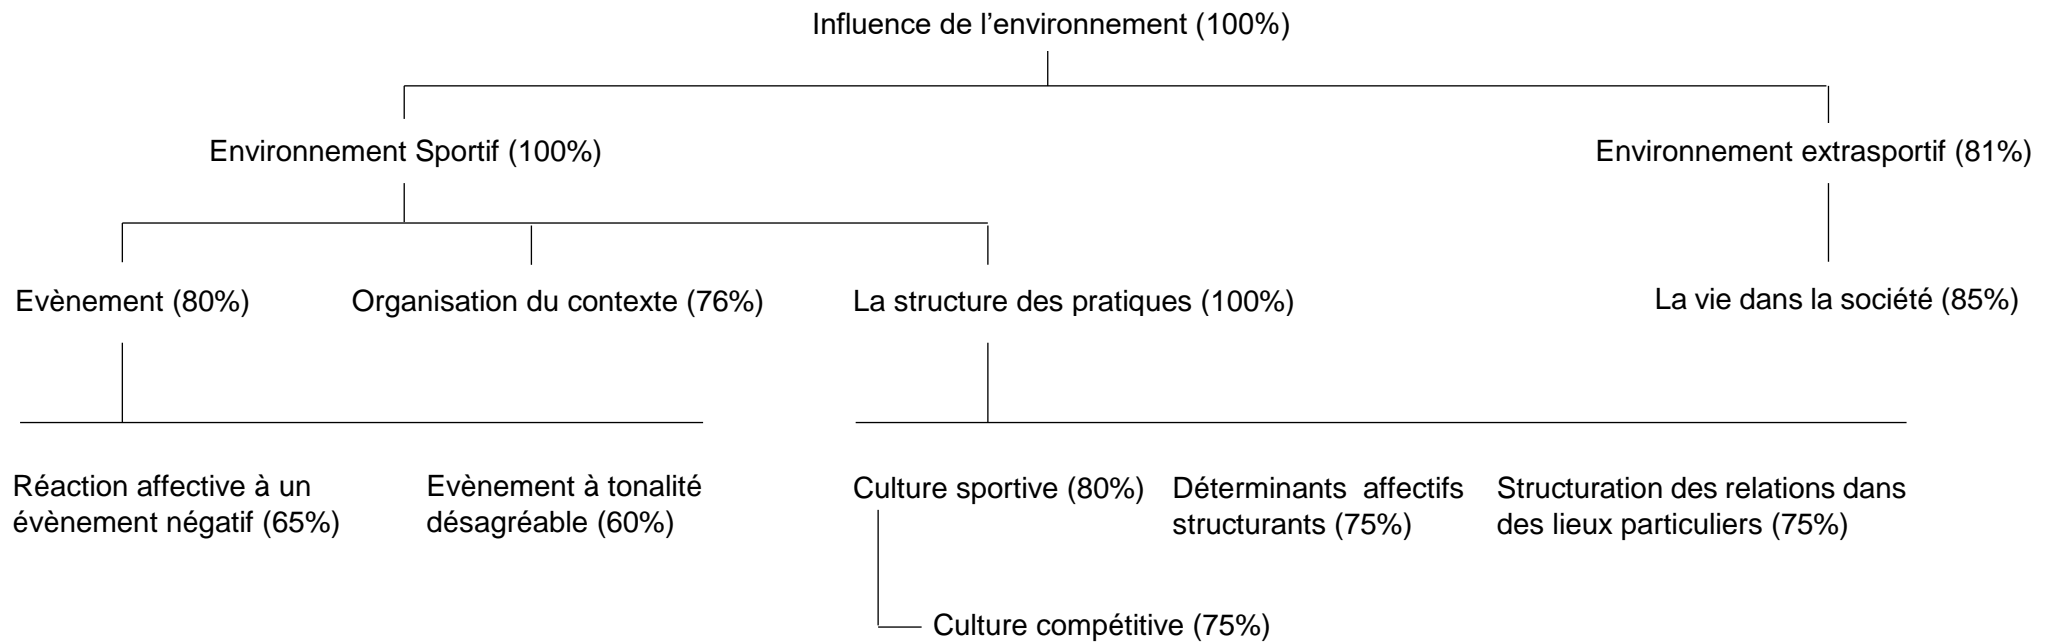 Influence de l’environnement (100%)
Environnement Sportif (100%)
Environnement extrasportif (81%)
Evènement (80%)
Organisation du contexte (76%)
La structure des pratiques (100%)
La vie dans la société (85%)
Réaction affective à un
évènement négatif (65%)
Evènement à tonalité
désagréable (60%)
Culture sportive (80%)
Déterminants  affectifs
structurants (75%)
Structuration des relations dans
des lieux particuliers (75%)
Culture compétitive (75%)